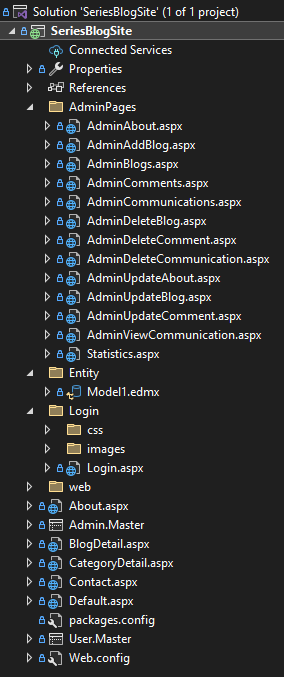 Solution 'SeriesBlogSite' (1 of 1 project)
SeriesBlogSite
Connected Services
Properties
References
AdminPages
AdminAbout.aspx
AdminAddBlog.aspx
AdminBlogs.aspx
AdminComments.aspx
AdminCommunications.aspx
AdminDeleteBlog.aspx
AdminDeleteComment.aspx
AdminDeleteCommunication.aspx
AdminUpdateAbout.aspx
AdminUpdateBlog.aspx
AdminUpdateComment.aspx
AdminViewCommunication.aspx
Statistics.aspx
Entity
Model1.edmx
Login
css
images
Login.aspx
web
About.aspx
Admin.Master
BlogDetail.aspx
CategoryDetail.aspx
Contact.aspx
Default.aspx
packages.config
User.Master
Web.config